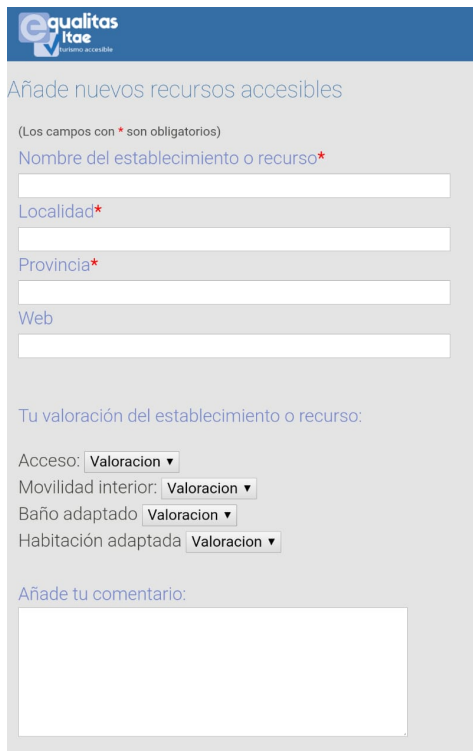 equalitas
Vitae
turismo accesible
Añade nuevos recursos accesibles
(Los campos con * son obligatorios)
Nombre del establecimiento o recurso*
Localidad*
Provincia*
Web
Tu valoración del establecimiento o recurso:
Acceso: Valoracion ▾
Movilidad interior: Valoracion ▾
Baño adaptado Valoracion ▾
Habitación adaptada Valoracion ▾
Añade tu comentario: